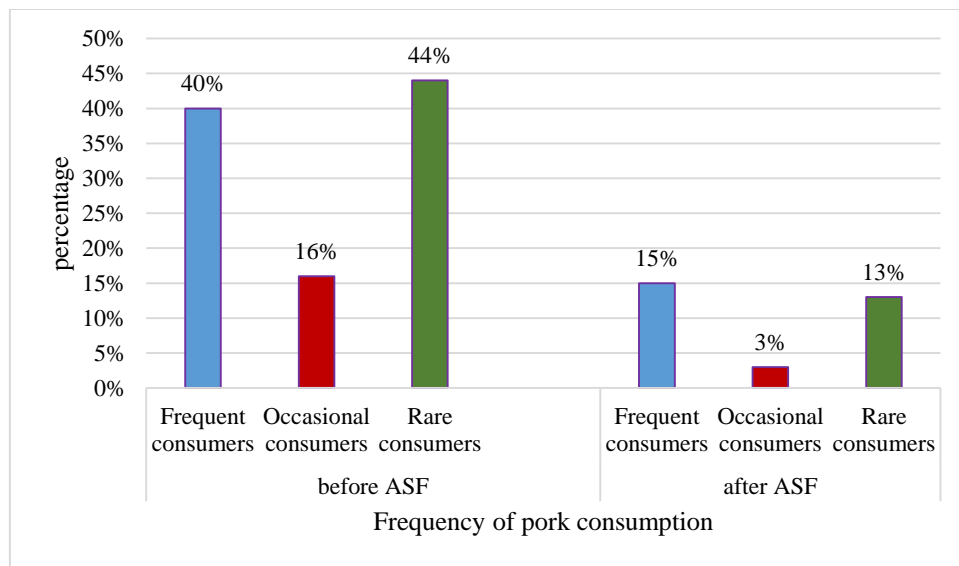 50%
45%
40%
35%
30%
25%
20%
15%
10%
5%
0%
percentage
40%
16%
44%
15%
3%
13%
Frequent consumers
Occasional consumers
Rare consumers
Frequent consumers
Occasional consumers
Rare consumers
before ASF
after ASF
Frequency of pork consumption